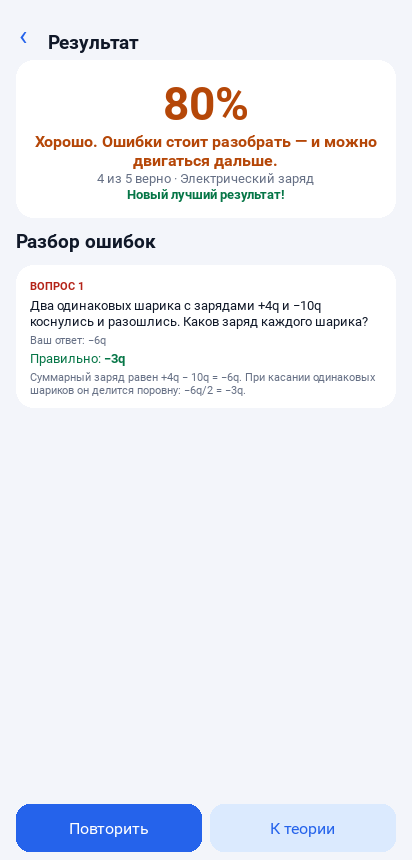 Результат
80%
Хорошо. Ошибки стоит разобрать — и можно
двигаться дальше.
4 из 5 верно · Электрический заряд
Новый лучший результат!
Разбор ошибок
ВОПРОС 1
Два одинаковых шарика с зарядами +4q и −10q
коснулись и разошлись. Каков заряд каждого шарика?
Ваш ответ: −6q
Правильно: −3q
Суммарный заряд равен +4q − 10q = −6q. При касании одинаковых
шариков он делится поровну: −6q/2 = −3q.
Повторить
К теории